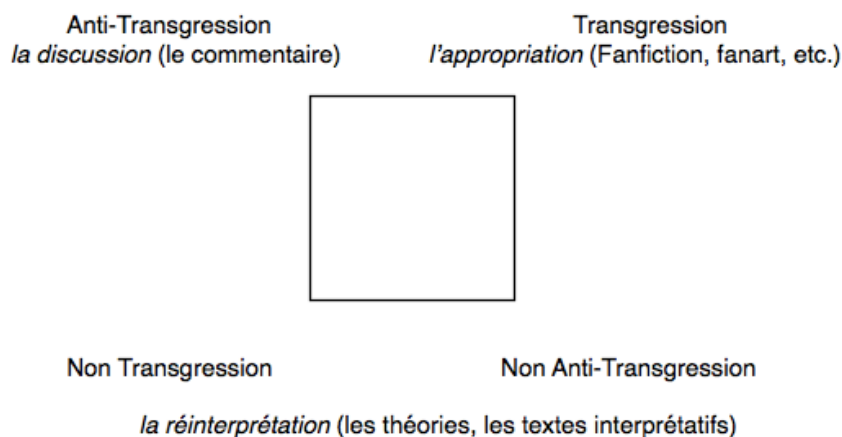 Anti-Transgression
la discussion (le commentaire)
Transgression
l'appropriation (Fanfiction, fanart, etc.)
Non Transgression
Non Anti-Transgression
la réinterprétation (les théories, les textes interprétatifs)